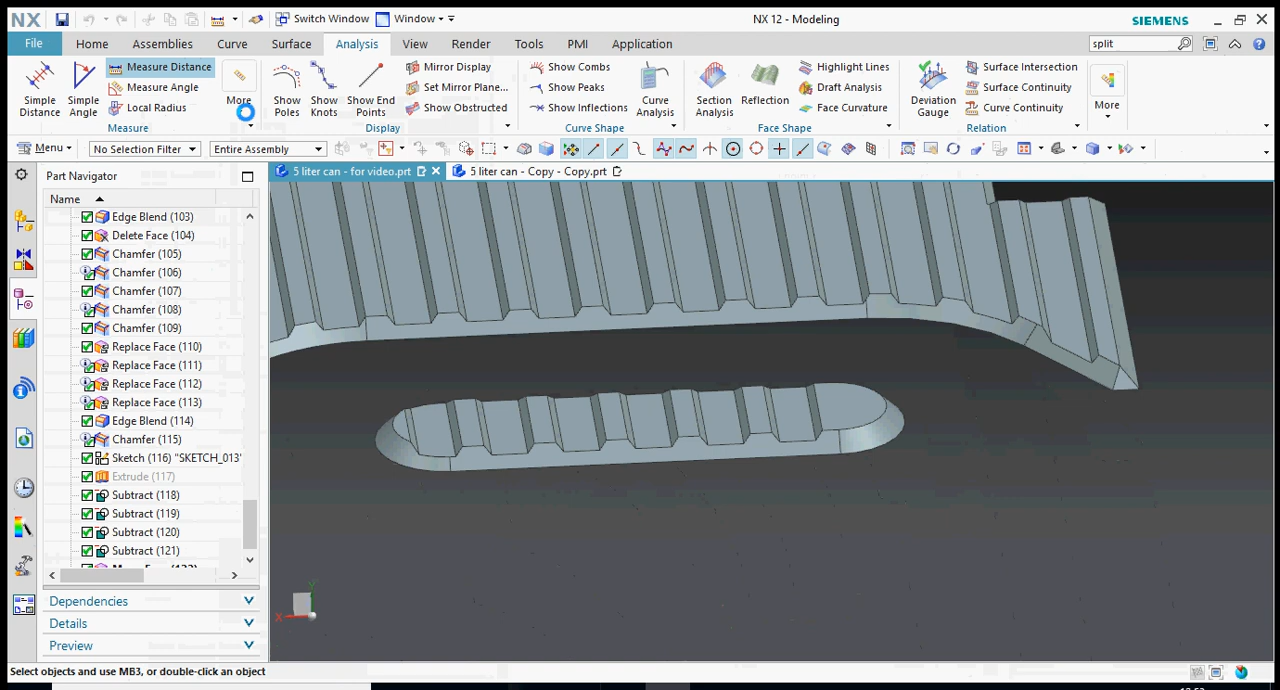 NX Switch Window Window NX 12 - Modeling SIEMENS
File Home Assemblies Curve Surface Analysis View Render Tools PMI Application split
Simple Distance Simple Angle Measure Distance Measure Angle Local Radius More
Show Poles Show Knots Show End Points Mirror Display Set Mirror Plane... Show Obstructed
Show Combs Show Peaks Show Inflections Curve Analysis
Section Analysis Reflection Highlight Lines Draft Analysis Face Curvature
Deviation Gauge Surface Intersection Surface Continuity Curve Continuity More
Measure Display Curve Shape Face Shape Relation
Menu No Selection Filter Entire Assembly
Part Navigator 5 liter can - for video.prt 5 liter can - Copy - Copy.prt
Name
Edge Blend (103)
Delete Face (104)
Chamfer (105)
Chamfer (106)
Chamfer (107)
Chamfer (108)
Chamfer (109)
Replace Face (110)
Replace Face (111)
Replace Face (112)
Replace Face (113)
Edge Blend (114)
Chamfer (115)
Sketch (116) "SKETCH_013"
Extrude (117)
Subtract (118)
Subtract (119)
Subtract (120)
Subtract (121)
Dependencies
Details
Preview
X
Y
Select objects and use MB3, or double-click an object